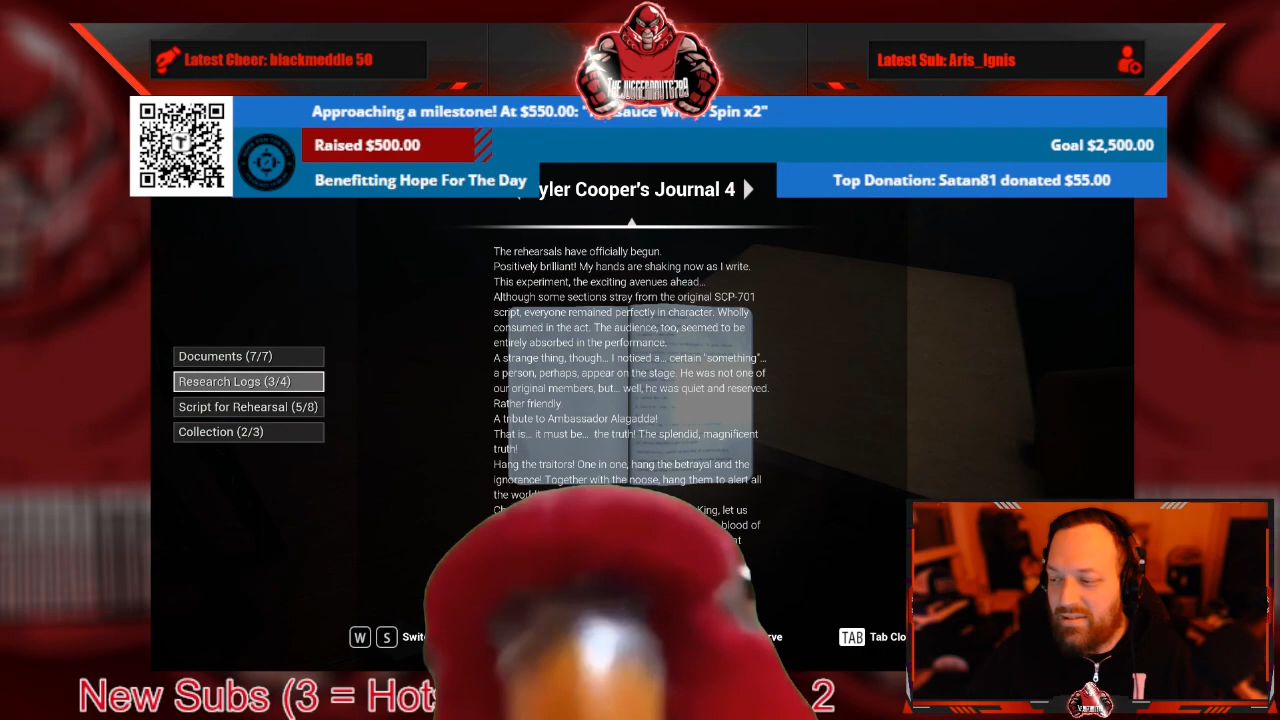 Latest Cheer: blackmeddle 50
THEJUGGERNAUT6789
Latest Sub: Aris_Ignis
Approaching a milestone! At $550.00: Spin x2"
Raised $500.00
Goal $2,500.00
Benefitting Hope For The Day
yler Cooper's Journal 4
Top Donation: Satan81 donated $55.00
The rehearsals have officially begun.
Positively brilliant! My hands are shaking now as I write.
This experiment, the exciting avenues ahead...
Although some sections stray from the original SCP-701
script, everyone remained perfectly in character. Wholly
consumed in the act. The audience, too, seemed to be
entirely absorbed in the performance.
A strange thing, though... I noticed a... certain "something"...
a person, perhaps, appear on the stage. He was not one of
our original members, but... well, he was quiet and reserved.
Rather friendly.
A tribute to Ambassador Alagadda!
That is... it must be... the truth! The splendid, magnificent
truth!
Hang the traitors! One in one, hang the betrayal and the
ignorance! Together with the noose, hang them to alert all
the world!
King, let us
blood of
at
Documents (7/7)
Research Logs (3/4)
Script for Rehearsal (5/8)
Collection (2/3)
W S
TAB Tab Clo
New Subs (3 = Hot
2